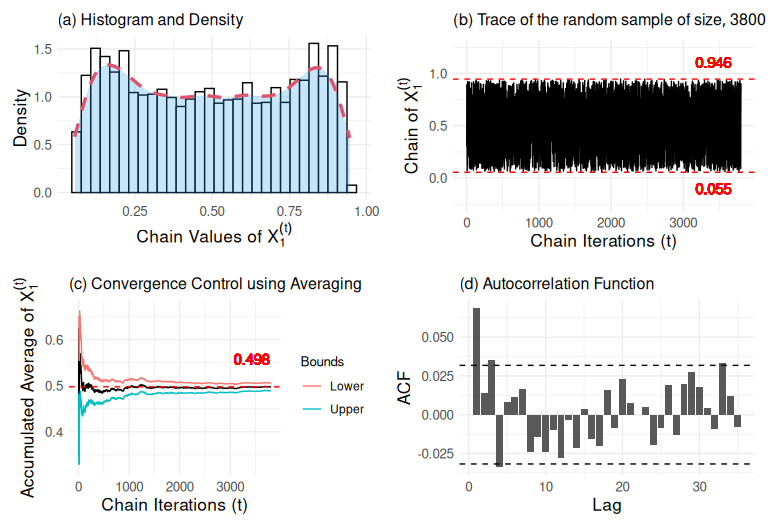 (a) Histogram and Density
1.5
1.0
0.5
0.0
Density
0.25 0.50 0.75 1.00
Chain Values of X₁⁽ᵗ⁾
(b) Trace of the random sample of size, 3800
1.0
0.5
0.0
Chain of X₁⁽ᵗ⁾
0.946
0.055
0 1000 2000 3000
Chain Iterations (t)
(c) Convergence Control using Averaging
0.6
0.5
0.4
Accumulated Average of X₁⁽ᵗ⁾
0.498
0 1000 2000 3000
Chain Iterations (t)
Bounds
Lower
Upper
(d) Autocorrelation Function
0.050
0.025
0.000
-0.025
ACF
0 10 20 30
Lag